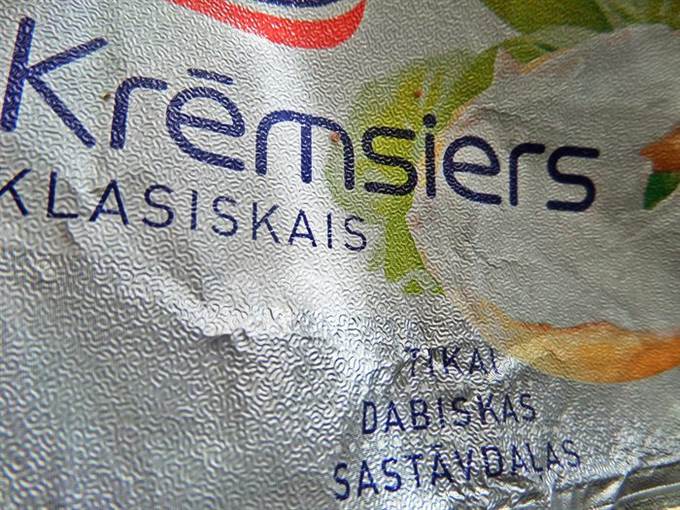 Krēmsiers
KLASISKAIS
TIKAI
DABISKAS
SASTĀVDAĻAS